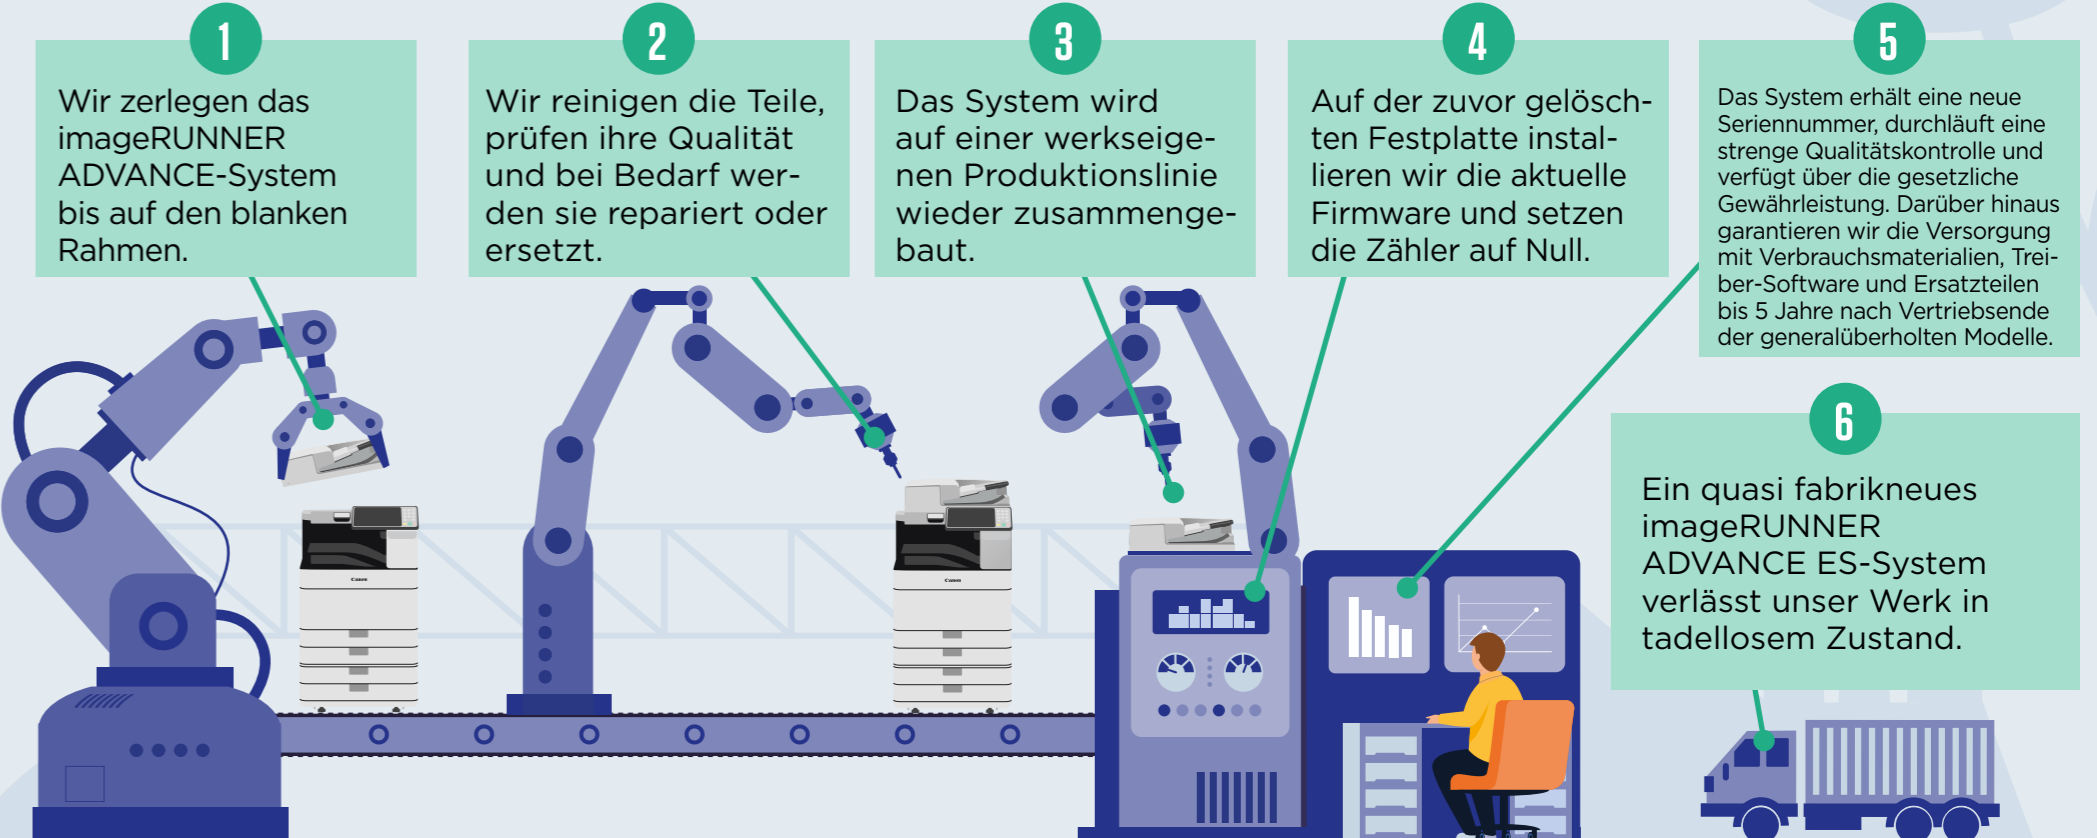 1
Wir zerlegen das
imageRUNNER
ADVANCE-System
bis auf den blanken
Rahmen.
2
Wir reinigen die Teile,
prüfen ihre Qualität
und bei Bedarf wer-
den sie repariert oder
ersetzt.
3
Das System wird
auf einer werkseige-
nen Produktionslinie
wieder zusammenge-
baut.
4
Auf der zuvor gelösch-
ten Festplatte instal-
lieren wir die aktuelle
Firmware und setzen
die Zähler auf Null.
5
Das System erhält eine neue
Seriennummer, durchläuft eine
strenge Qualitätskontrolle und
verfügt über die gesetzliche
Gewährleistung. Darüber hinaus
garantieren wir die Versorgung
mit Verbrauchsmaterialien, Trei-
ber-Software und Ersatzteilen
bis 5 Jahre nach Vertriebsende
der generalüberholten Modelle.
6
Ein quasi fabrikneues
imageRUNNER
ADVANCE ES-System
verlässt unser Werk in
tadellosem Zustand.
Canon
Canon